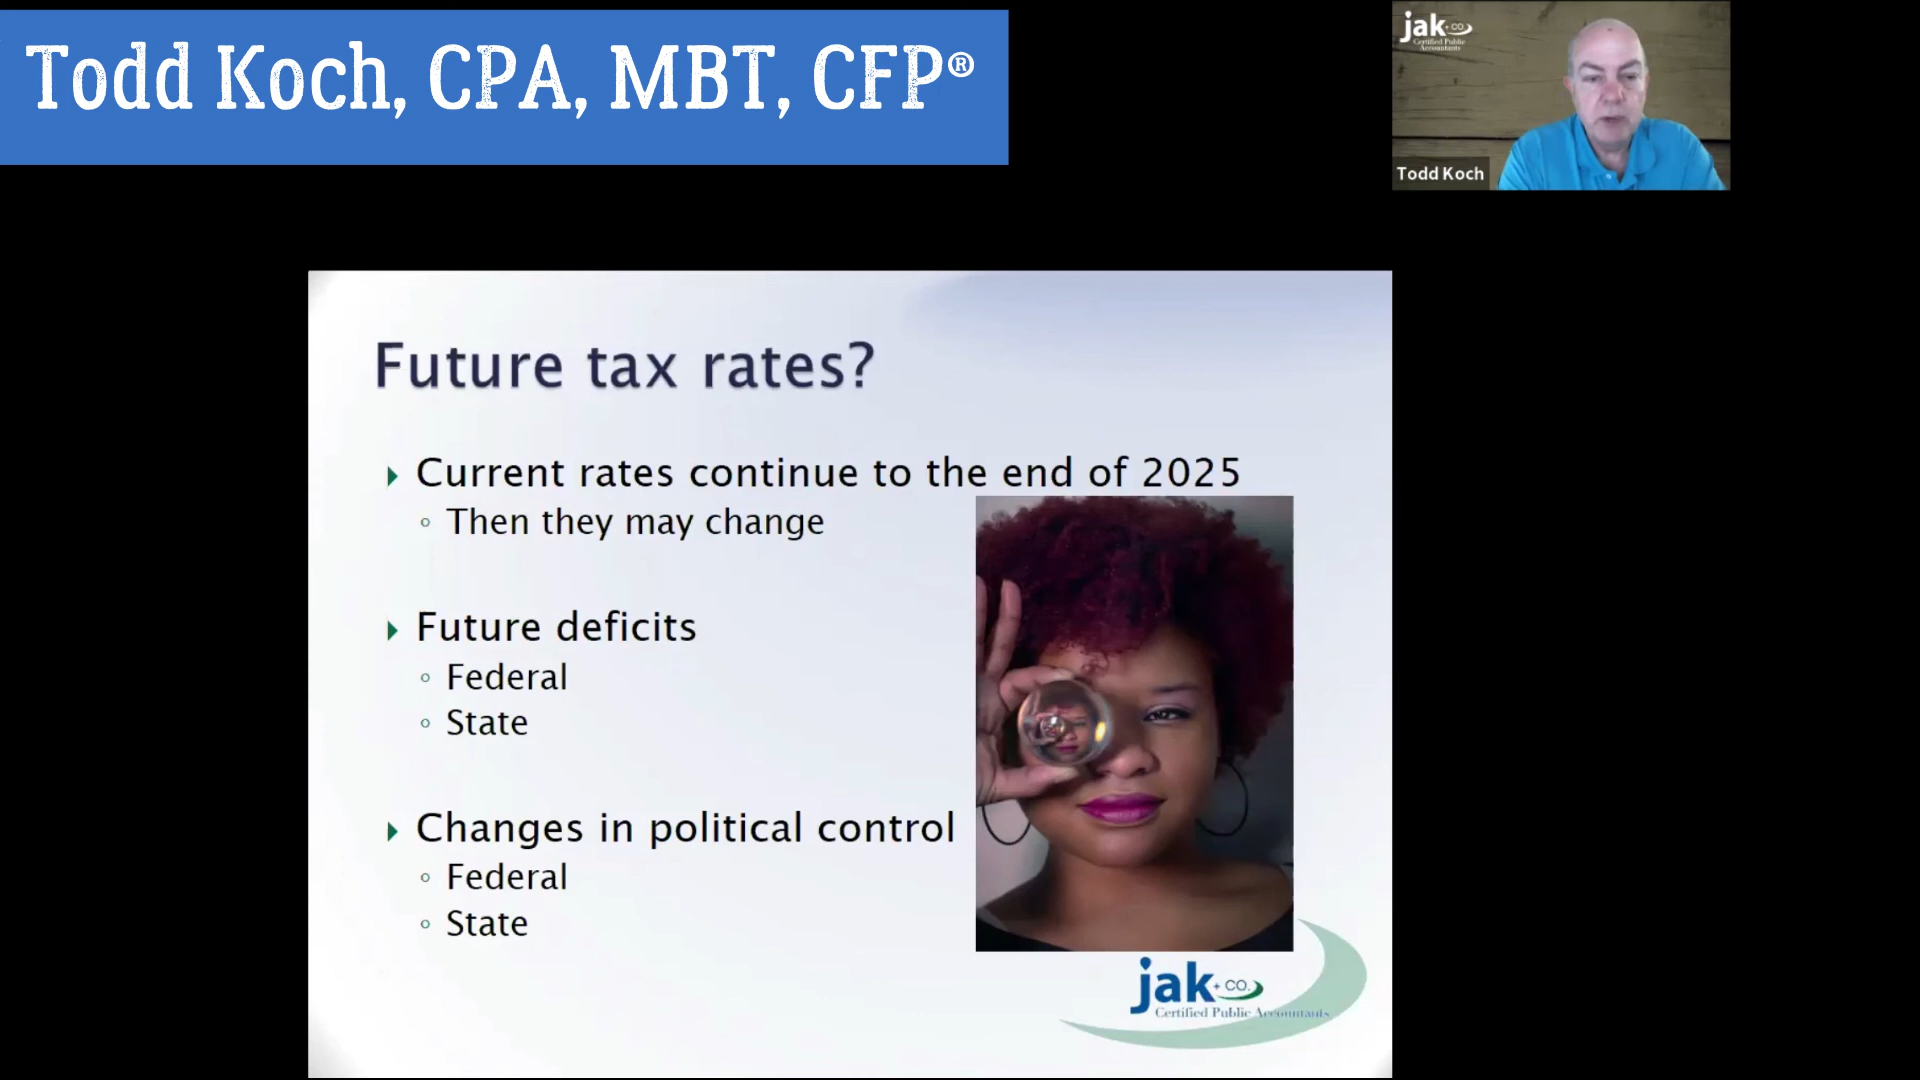 Todd Koch, CPA, MBT, CFP®
jak + CO.
Certified Public
Accountants
Todd Koch
Future tax rates?
Current rates continue to the end of 2025
Then they may change
Future deficits
Federal
State
Changes in political control
Federal
State
jak + CO.
Certified Public Accountants